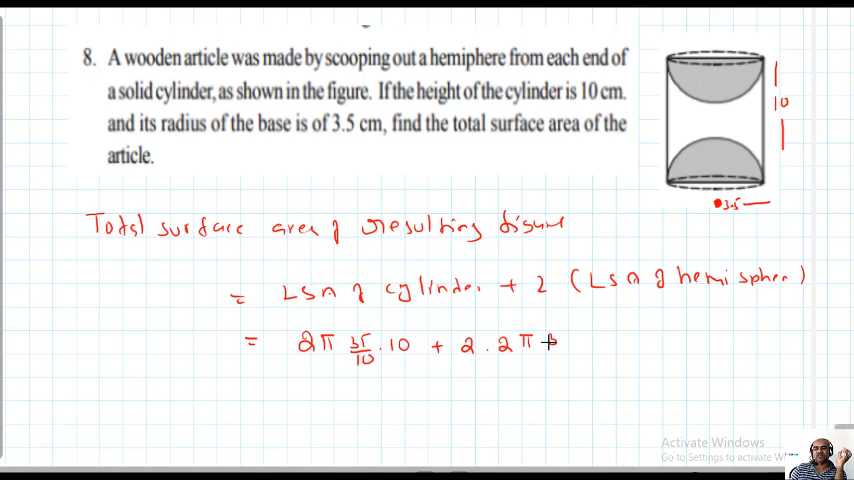 8. A wooden article was made by scooping out a hemiphere from each end of
a solid cylinder, as shown in the figure. If the height of the cylinder is 10 cm.
and its radius of the base is of 3.5 cm, find the total surface area of the
article.
10
3.5
Total surface area of resulting figure
= LSA of cylinder + 2 (LSA of hemisphere)
= 2π 35/10 . 10 + 2 . 2π
Activate Windows
Go to Settings to activate W